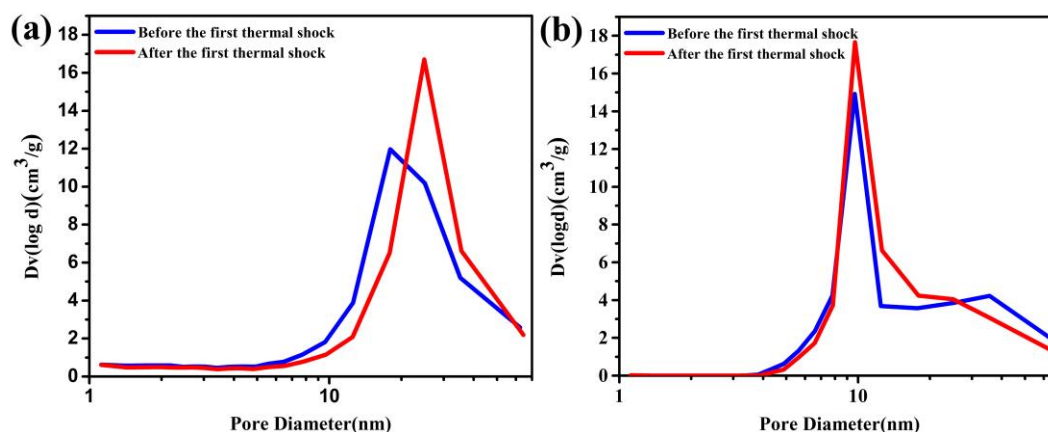 (a)
Before the first thermal shock
After the first thermal shock
18
16
14
12
10
8
6
4
2
0
Dv(log d)(cm³/g)
1
10
Pore Diameter(nm)
(b)
Before the first thermal shock
After the first thermal shock
18
16
14
12
10
8
6
4
2
0
Dv(logd)(cm³/g)
1
10
Pore Diameter(nm)